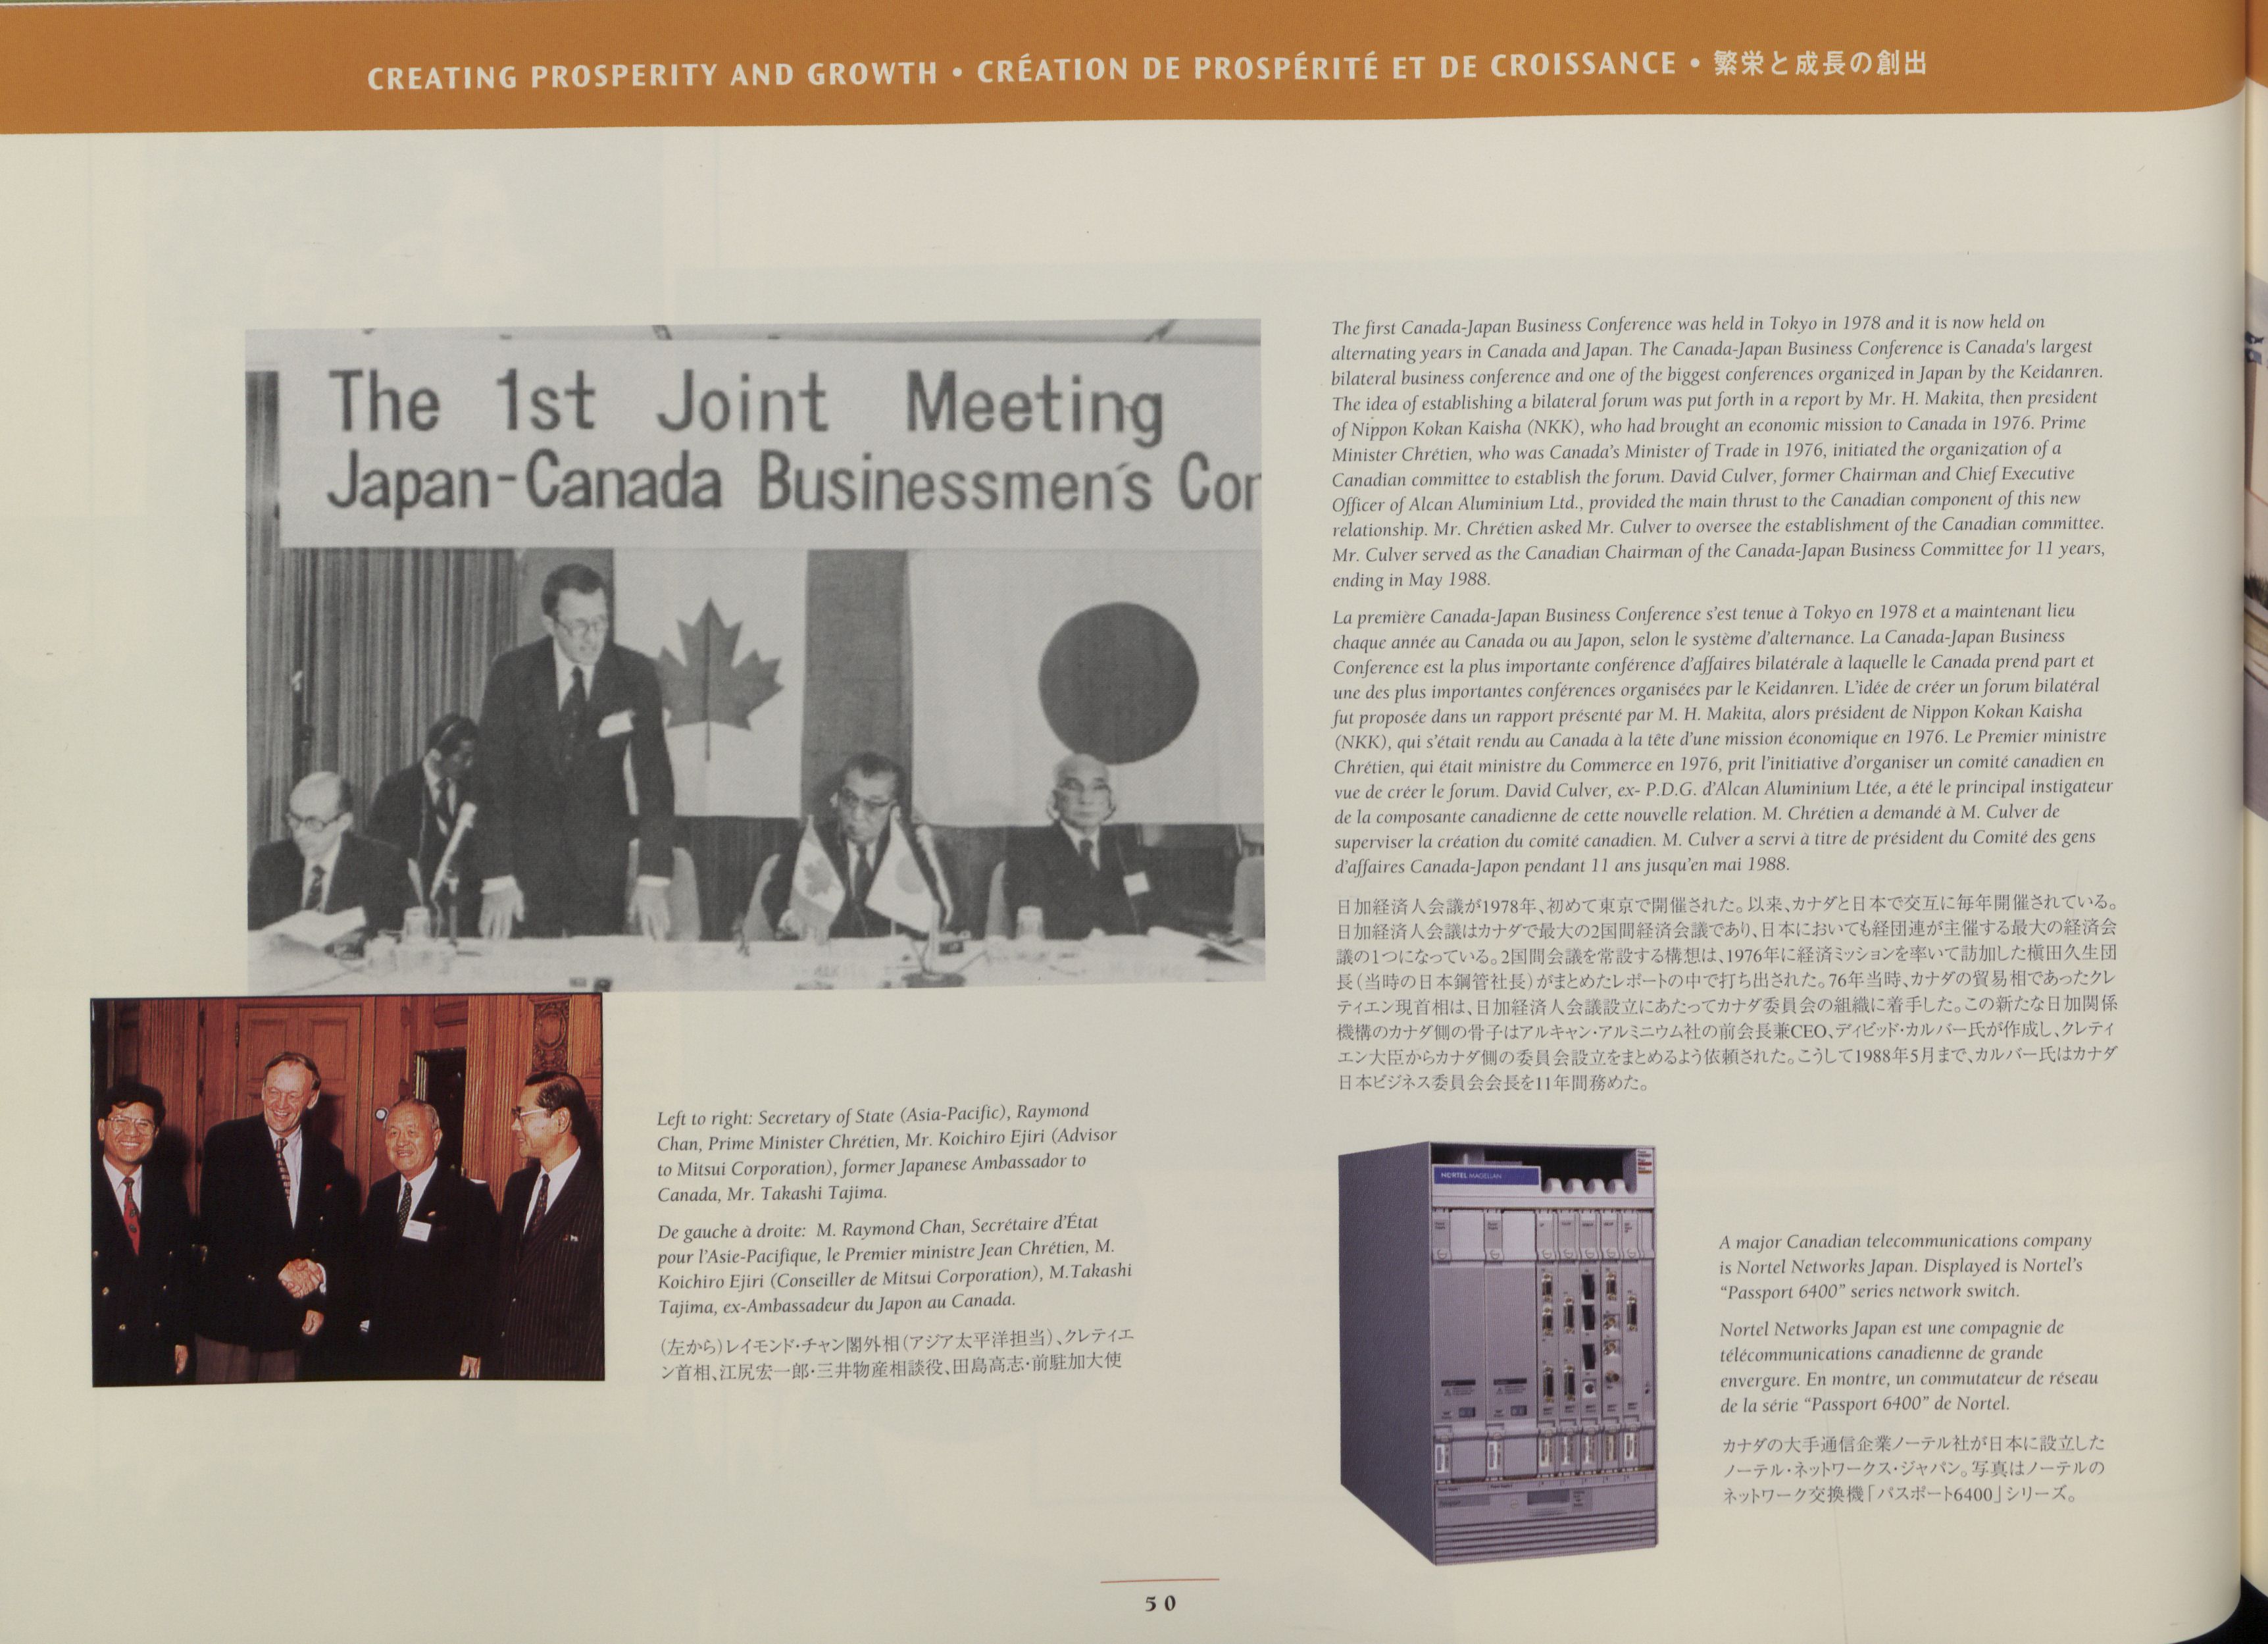 CREATING PROSPERITY AND GROWTH • CRÉATION DE PROSPÉRITÉ ET DE CROISSANCE • 繁栄と成長の創出
The 1st Joint Meeting
Japan-Canada Businessmen's Con
The first Canada-Japan Business Conference was held in Tokyo in 1978 and it is now held on
alternating years in Canada and Japan. The Canada-Japan Business Conference is Canada's largest
bilateral business conference and one of the biggest conferences organized in Japan by the Keidanren.
The idea of establishing a bilateral forum was put forth in a report by Mr. H. Makita, then president
of Nippon Kokan Kaisha (NKK), who had brought an economic mission to Canada in 1976. Prime
Minister Chrétien, who was Canada's Minister of Trade in 1976, initiated the organization of a
Canadian committee to establish the forum. David Culver, former Chairman and Chief Executive
Officer of Alcan Aluminium Ltd., provided the main thrust to the Canadian component of this new
relationship. Mr. Chrétien asked Mr. Culver to oversee the establishment of the Canadian committee.
Mr. Culver served as the Canadian Chairman of the Canada-Japan Business Committee for 11 years,
ending in May 1988.
La première Canada-Japan Business Conference s'est tenue à Tokyo en 1978 et a maintenant lieu
chaque année au Canada ou au Japon, selon le système d'alternance. La Canada-Japan Business
Conference est la plus importante conférence d'affaires bilatérale à laquelle le Canada prend part et
une des plus importantes conférences organisées par le Keidanren. L'idée de créer un forum bilatéral
fut proposée dans un rapport présenté par M. H. Makita, alors président de Nippon Kokan Kaisha
(NKK), qui s'était rendu au Canada à la tête d'une mission économique en 1976. Le Premier ministre
Chrétien, qui était ministre du Commerce en 1976, prit l'initiative d'organiser un comité canadien en
vue de créer le forum. David Culver, ex- P.D.G. d'Alcan Aluminium Ltée, a été le principal instigateur
de la composante canadienne de cette nouvelle relation. M. Chrétien a demandé à M. Culver de
superviser la création du comité canadien. M. Culver a servi à titre de président du Comité des gens
d'affaires Canada-Japon pendant 11 ans jusqu'en mai 1988.
日加経済人会議が1978年、初めて東京で開催された。以来、カナダと日本で交互に毎年開催されている。
日加経済人会議はカナダで最大の2国間経済会議であり、日本においても経団連が主催する最大の経済会
議の1つになっている。2国間会議を常設する構想は、1976年に経済ミッションを率いて訪加した槇田久生団
長(当時の日本鋼管社長)がまとめたレポートの中で打ち出された。76年当時、カナダの貿易相であったクレ
ティエン現首相は、日加経済人会議設立にあたってカナダ委員会の組織に着手した。この新たな日加関係
機構のカナダ側の骨子はアルキャン・アルミニウム社の前会長兼CEO、ディビッド・カルバー氏が作成し、クレティ
エン大臣からカナダ側の委員会設立をまとめるよう依頼された。こうして1988年5月まで、カルバー氏はカナダ
日本ビジネス委員会会長を11年間務めた。
Left to right: Secretary of State (Asia-Pacific), Raymond
Chan, Prime Minister Chrétien, Mr. Koichiro Ejiri (Advisor
to Mitsui Corporation), former Japanese Ambassador to
Canada, Mr. Takashi Tajima.
De gauche à droite: M. Raymond Chan, Secrétaire d'État
pour l'Asie-Pacifique, le Premier ministre Jean Chrétien, M.
Koichiro Ejiri (Conseiller de Mitsui Corporation), M.Takashi
Tajima, ex-Ambassadeur du Japon au Canada.
(左から)レイモンド・チャン閣外相(アジア太平洋担当)、クレティエ
ン首相、江尻宏一郎・三井物産相談役、田島高志・前駐加大使
NORTEL MAGELLAN
A major Canadian telecommunications company
is Nortel Networks Japan. Displayed is Nortel's
"Passport 6400" series network switch.
Nortel Networks Japan est une compagnie de
télécommunications canadienne de grande
envergure. En montre, un commutateur de réseau
de la série "Passport 6400" de Nortel.
カナダの大手通信企業ノーテル社が日本に設立した
ノーテル・ネットワークス・ジャパン。写真はノーテルの
ネットワーク交換機「パスポート6400」シリーズ。
50